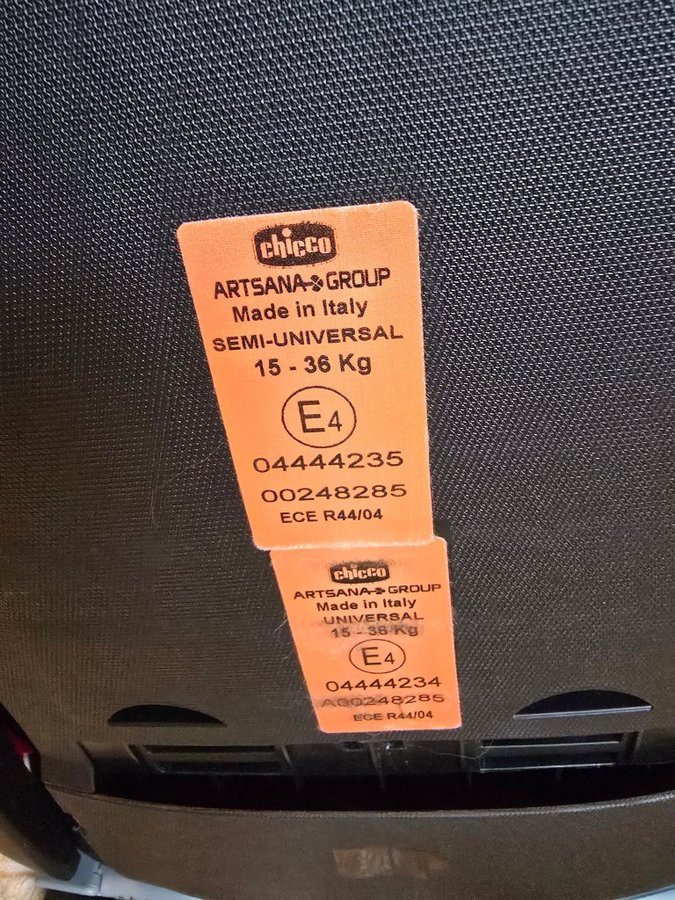 chicco
ARTSANA GROUP
Made in Italy
SEMI-UNIVERSAL
15 - 36 Kg
E4
04444235
00248285
ECE R44/04
chicco
ARTSANA GROUP
Made in Italy
UNIVERSAL
15 - 36 Kg
E4
04444234
A00248285
ECE R44/04